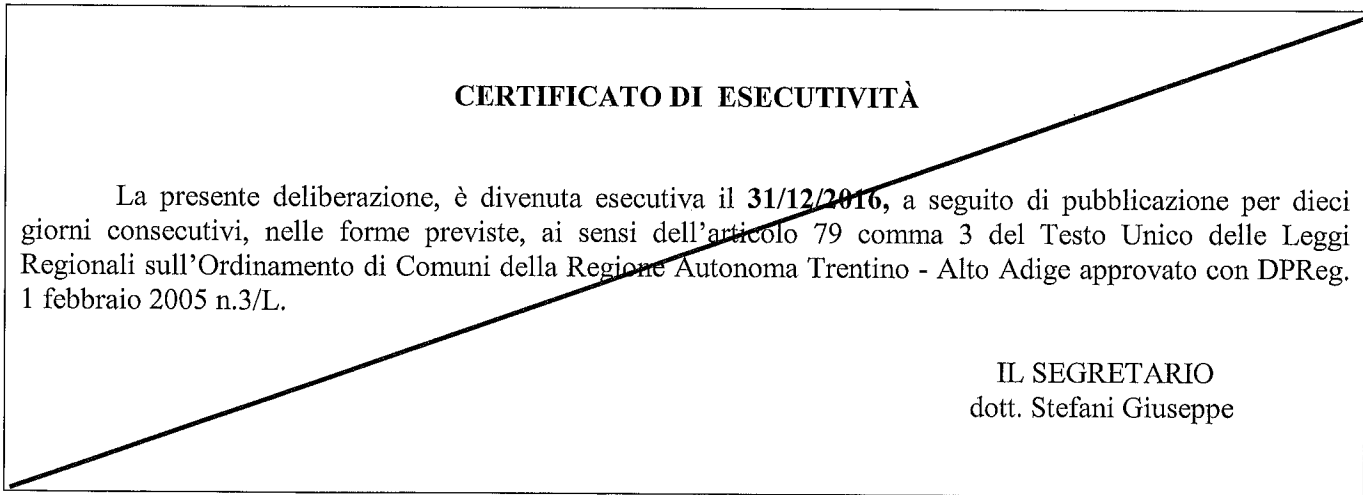 CERTIFICATO DI ESECUTIVITÀ
La presente deliberazione, è divenuta esecutiva il 31/12/2016, a seguito di pubblicazione per dieci
giorni consecutivi, nelle forme previste, ai sensi dell'articolo 79 comma 3 del Testo Unico delle Leggi
Regionali sull'Ordinamento di Comuni della Regione Autonoma Trentino - Alto Adige approvato con DPReg.
1 febbraio 2005 n.3/L.
IL SEGRETARIO
dott. Stefani Giuseppe